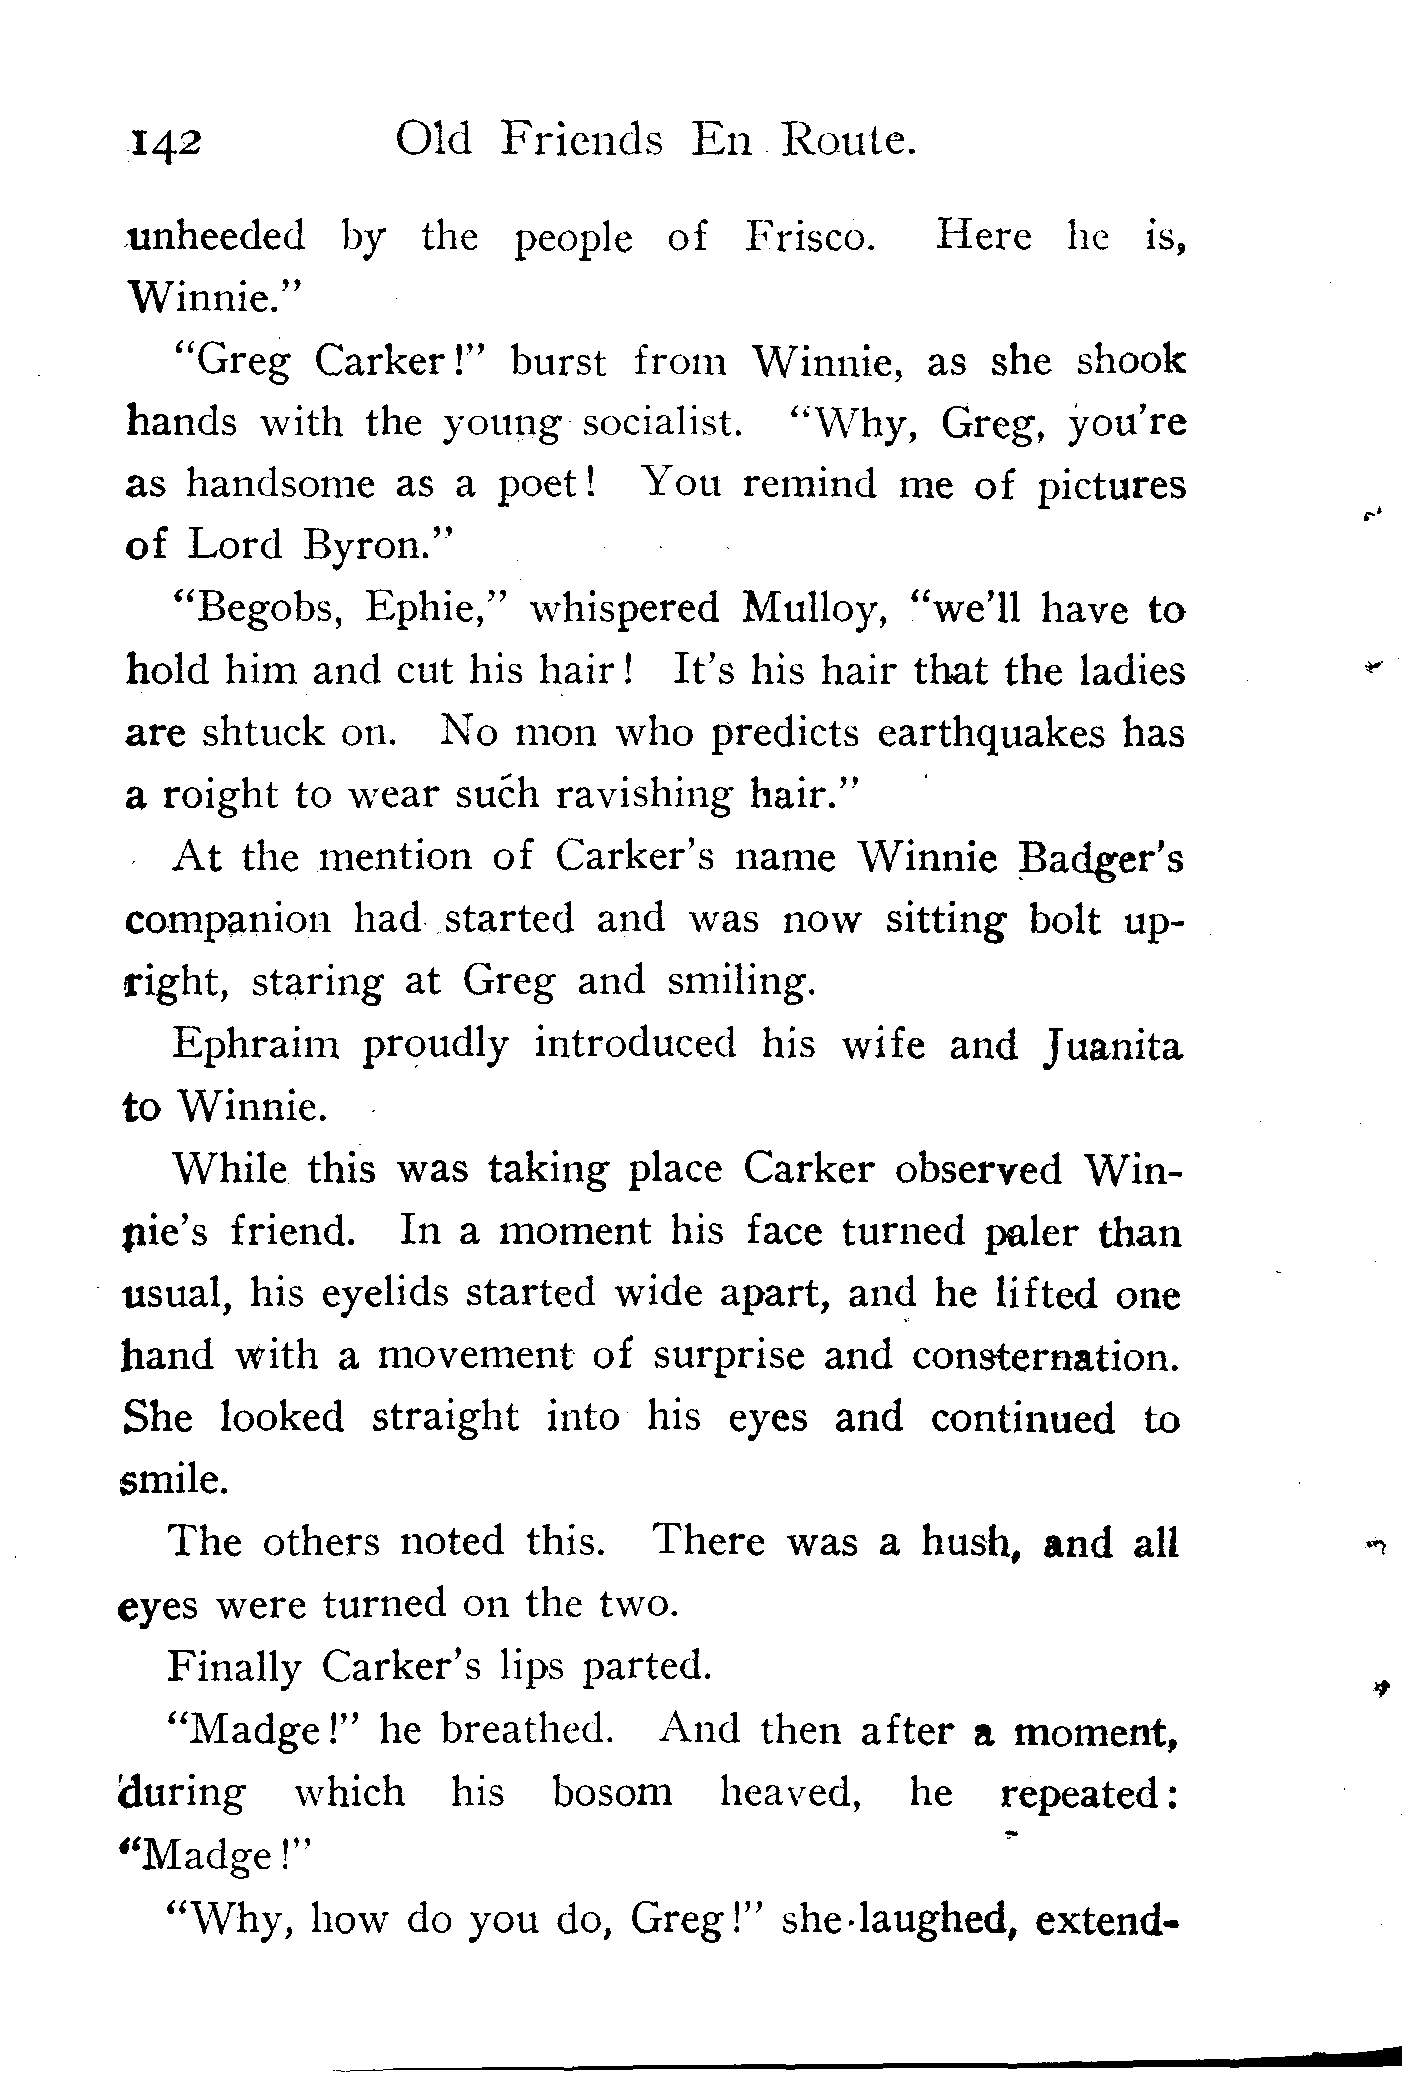 142 Old Friends En Route.
unheeded by the people of Frisco. Here he is,
Winnie."
"Greg Carker!" burst from Winnie, as she shook
hands with the young socialist. "Why, Greg, you're
as handsome as a poet! You remind me of pictures
of Lord Byron."
"Begobs, Ephie," whispered Mulloy, "we'll have to
hold him and cut his hair! It's his hair that the ladies
are shtuck on. No mon who predicts earthquakes has
a roight to wear such ravishing hair."
At the mention of Carker's name Winnie Badger's
companion had started and was now sitting bolt up-
right, staring at Greg and smiling.
Ephraim proudly introduced his wife and Juanita
to Winnie.
While this was taking place Carker observed Win-
nie's friend. In a moment his face turned paler than
usual, his eyelids started wide apart, and he lifted one
hand with a movement of surprise and consternation.
She looked straight into his eyes and continued to
smile.
The others noted this. There was a hush, and all
eyes were turned on the two.
Finally Carker's lips parted.
"Madge!" he breathed. And then after a moment,
during which his bosom heaved, he repeated:
"Madge!"
"Why, how do you do, Greg!" she laughed, extend-